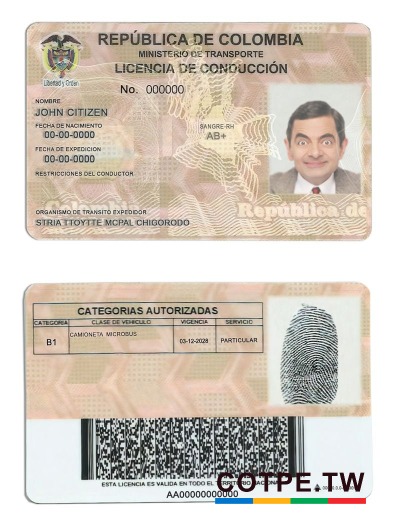 REPÚBLICA DE COLOMBIA
MINISTERIO DE TRANSPORTE
LICENCIA DE CONDUCCIÓN
Libertad y Orden
No. 000000
NOMBRE
JOHN CITIZEN
FECHA DE NACIMIENTO
00-00-0000
SANGRE-RH
AB+
FECHA DE EXPEDICION
00-00-0000
RESTRICCIONES DEL CONDUCTOR
ORGANISMO DE TRANSITO EXPEDIDOR
STRIA TTOYTTE MCPAL CHIGORODO
Colombia
República de
CATEGORIAS AUTORIZADAS
CATEGORIA CLASE DE VEHICULO VIGENCIA SERVICIO
B1 CAMIONETA MICROBUS 03-12-2028 PARTICULAR
ESTA LICENCIA ES VALIDA EN TODO EL TERRITORIO NACIONAL
AA00000000000
COTPE.TW